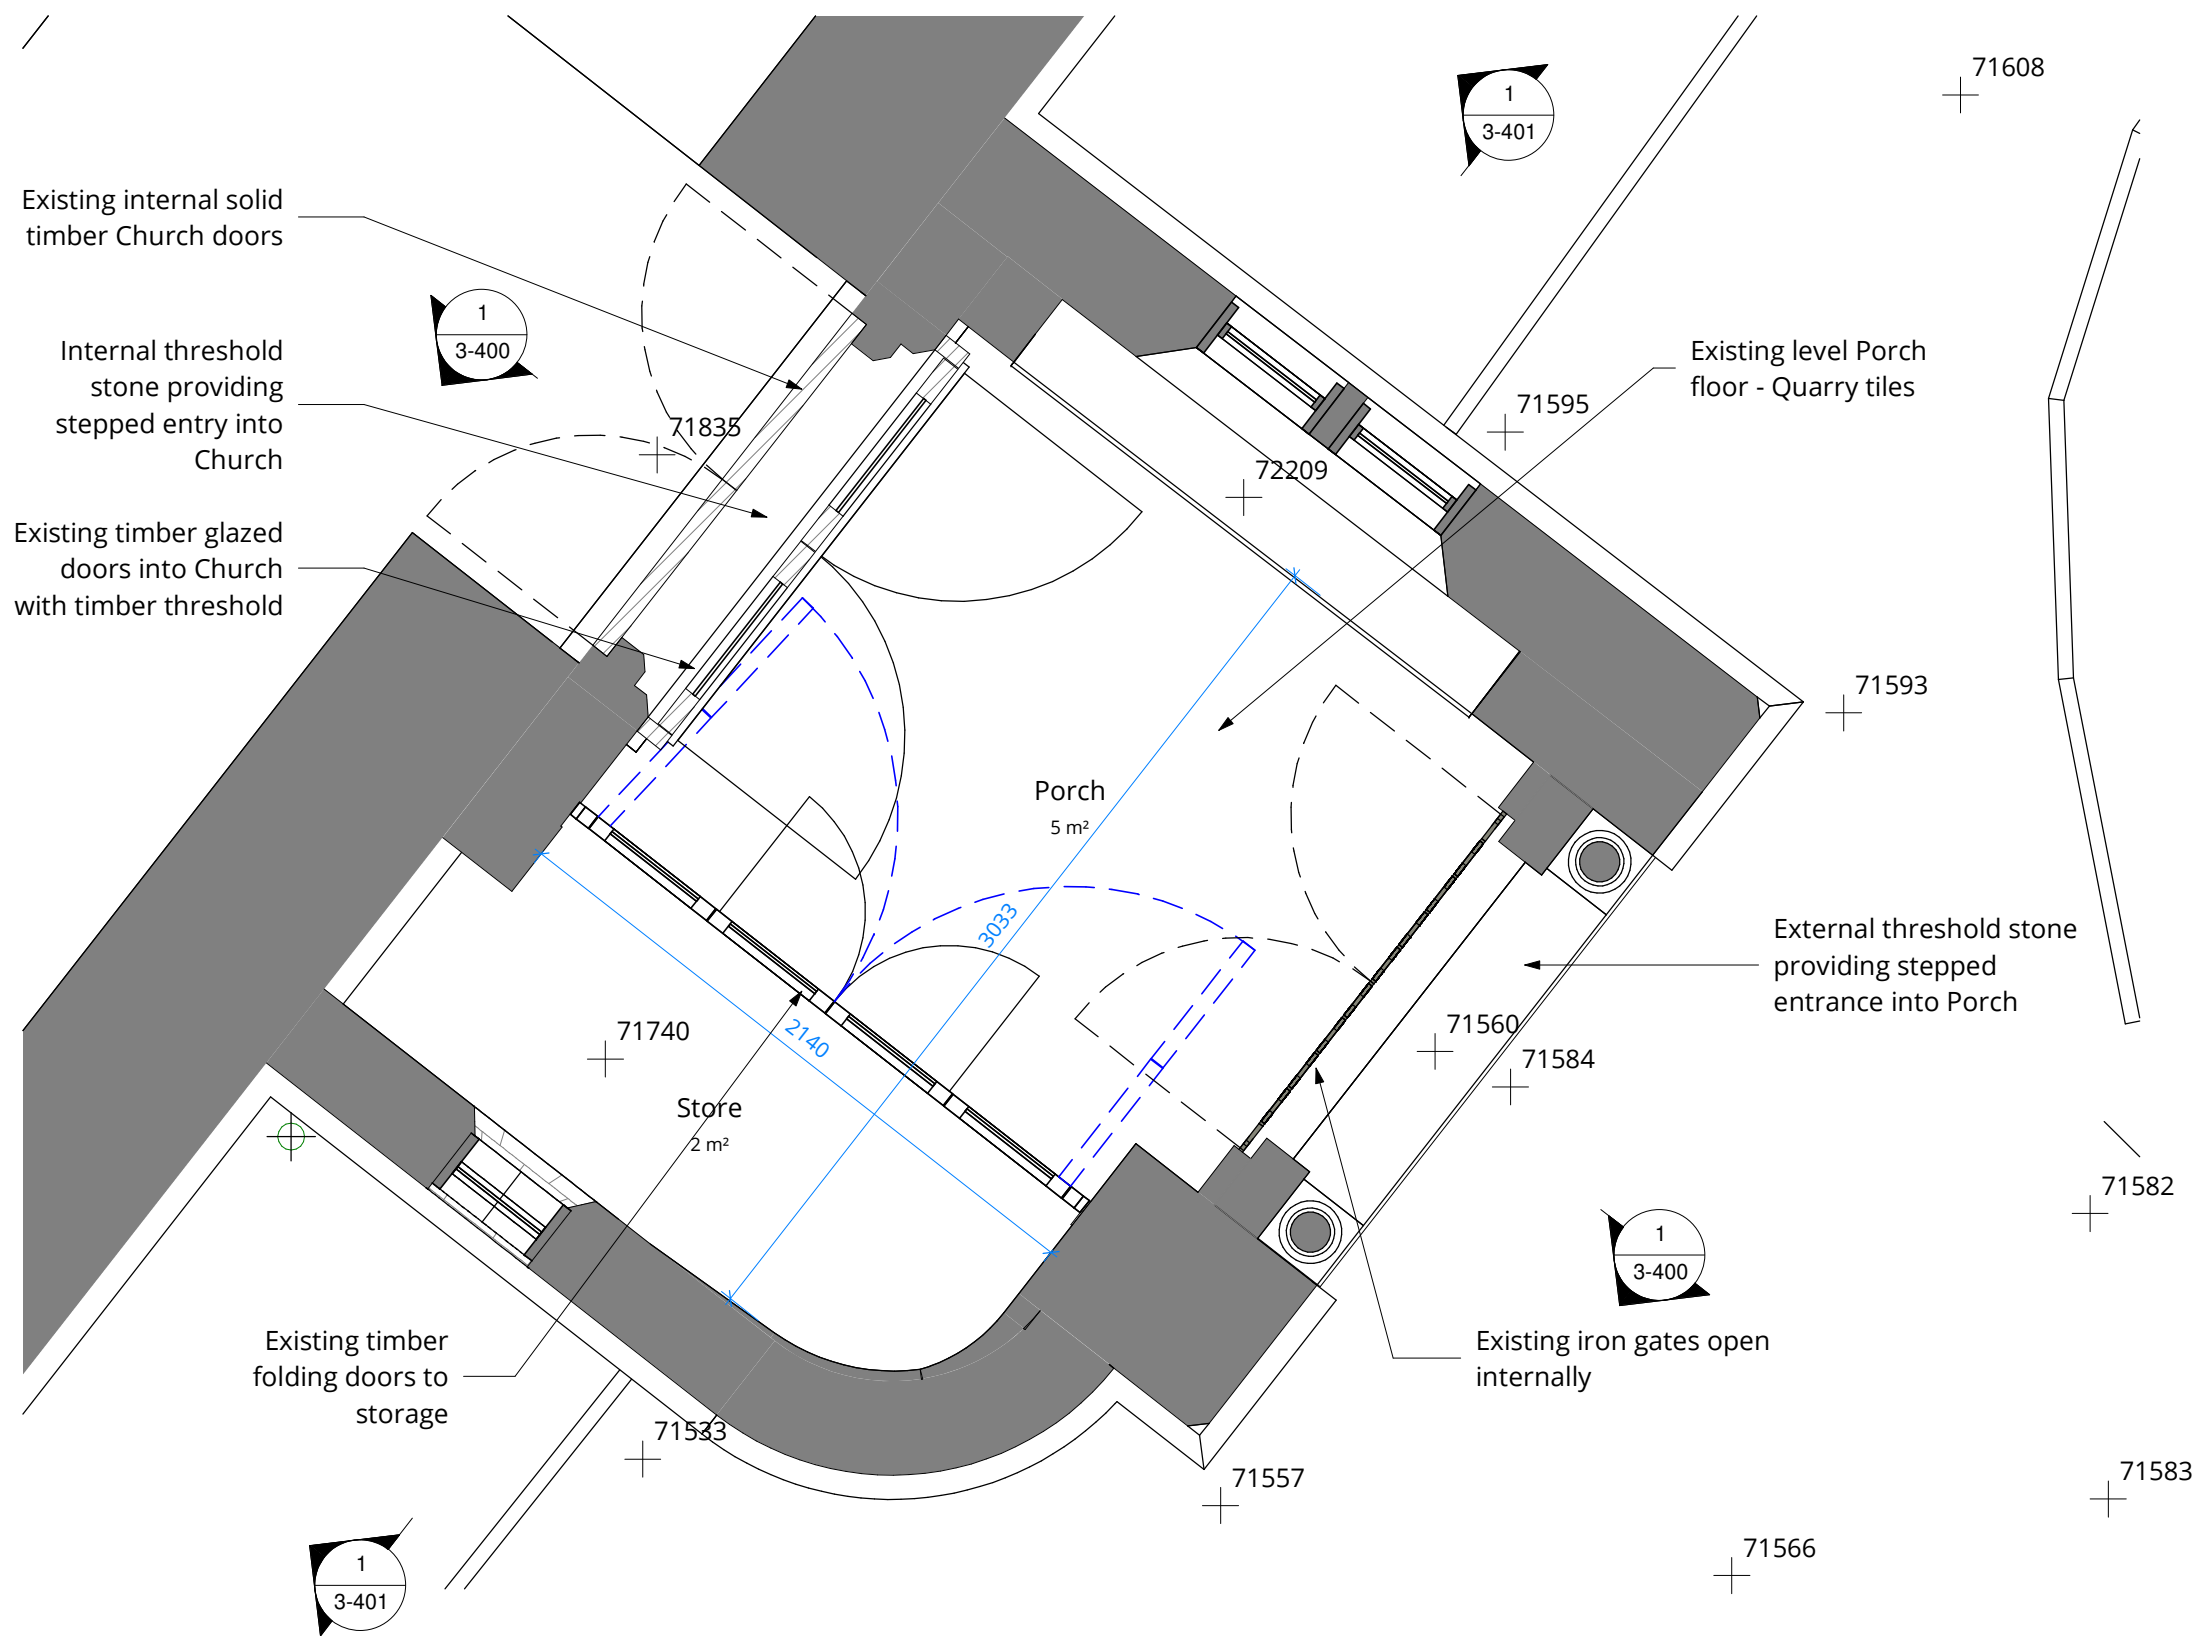 71608
1
3-401
Existing internal solid
timber Church doors
1
3-400
Internal threshold
stone providing
stepped entry into
Church
Existing level Porch
floor - Quarry tiles
71595
71835
72209
Existing timber glazed
doors into Church
with timber threshold
71593
Porch
5 m²
3033
External threshold stone
providing stepped
entrance into Porch
2140
71740
71560
71584
Store
2 m²
71582
1
3-400
Existing timber
folding doors to
storage
Existing iron gates open
internally
71533
71557
71583
71566
1
3-401